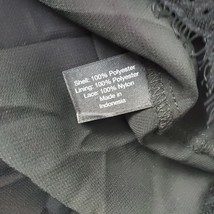 Shell: 100% Polyester
Lining: 100% Polyester
Lace: 100% Nylon
Made in
Indonesia